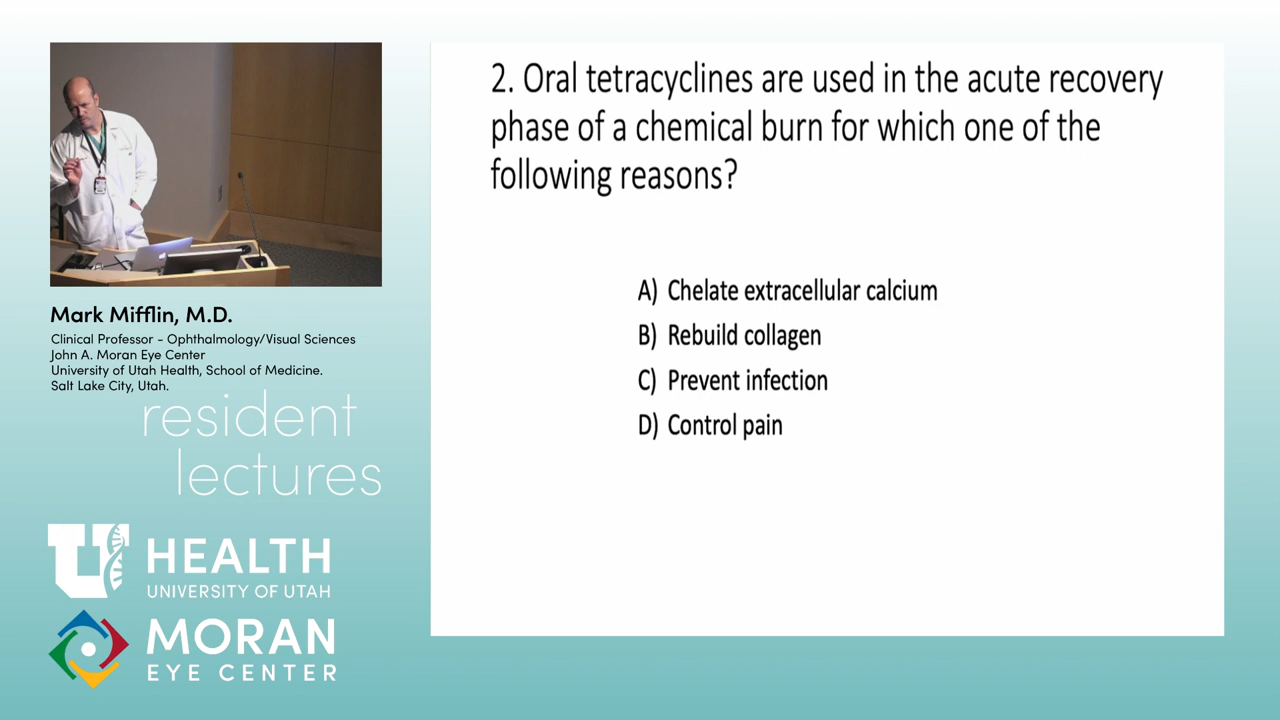 2. Oral tetracyclines are used in the acute recovery
phase of a chemical burn for which one of the
following reasons?
A) Chelate extracellular calcium
B) Rebuild collagen
C) Prevent infection
D) Control pain
Mark Mifflin, M.D.
Clinical Professor - Ophthalmology/Visual Sciences
John A. Moran Eye Center
University of Utah Health, School of Medicine.
Salt Lake City, Utah.
resident
lectures
U HEALTH
UNIVERSITY OF UTAH
MORAN
EYE CENTER